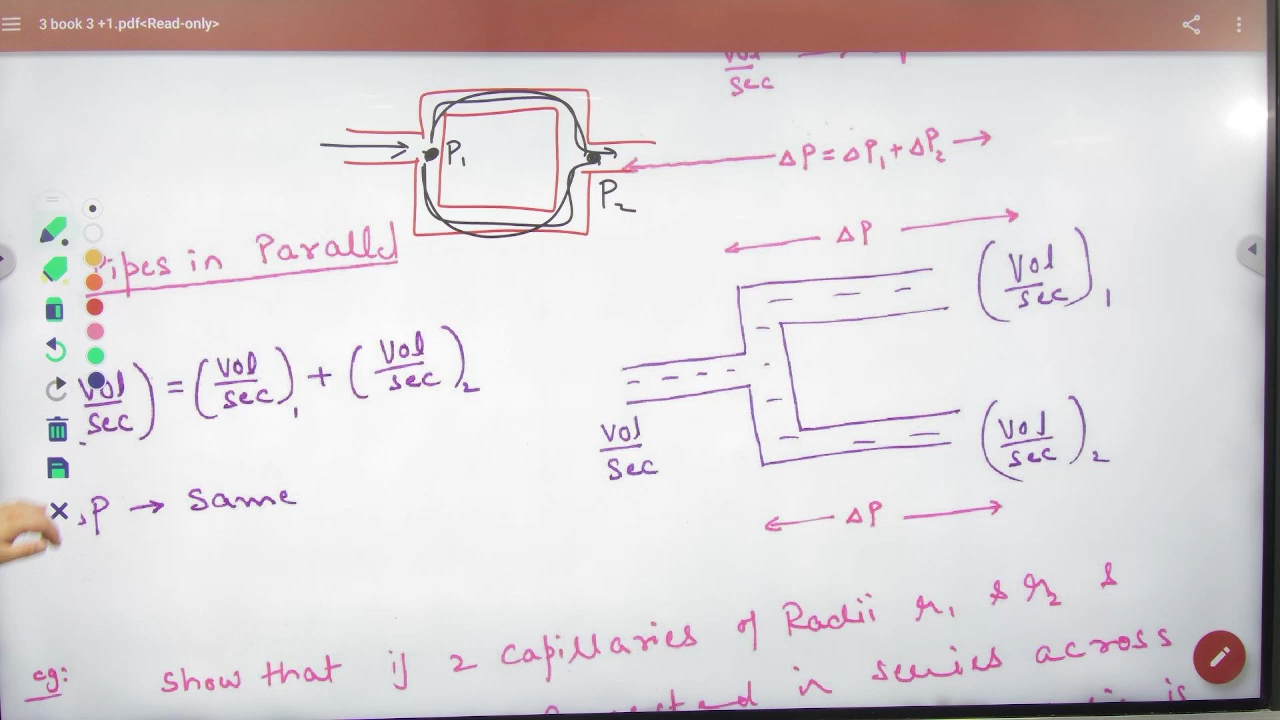 3 book 3 +1.pdf<Read-only>
sec
P₁
ΔP = ΔP₁ + ΔP₂
P₂
ΔP
Pipes in Parallel
(Vol/sec)₁
(Vol/sec) = (Vol/sec)₁ + (Vol/sec)₂
Vol/sec
(Vol/sec)₂
P → Same
ΔP
eg: show that if 2 capillaries of Radii r₁ & r₂ &
in series across
is